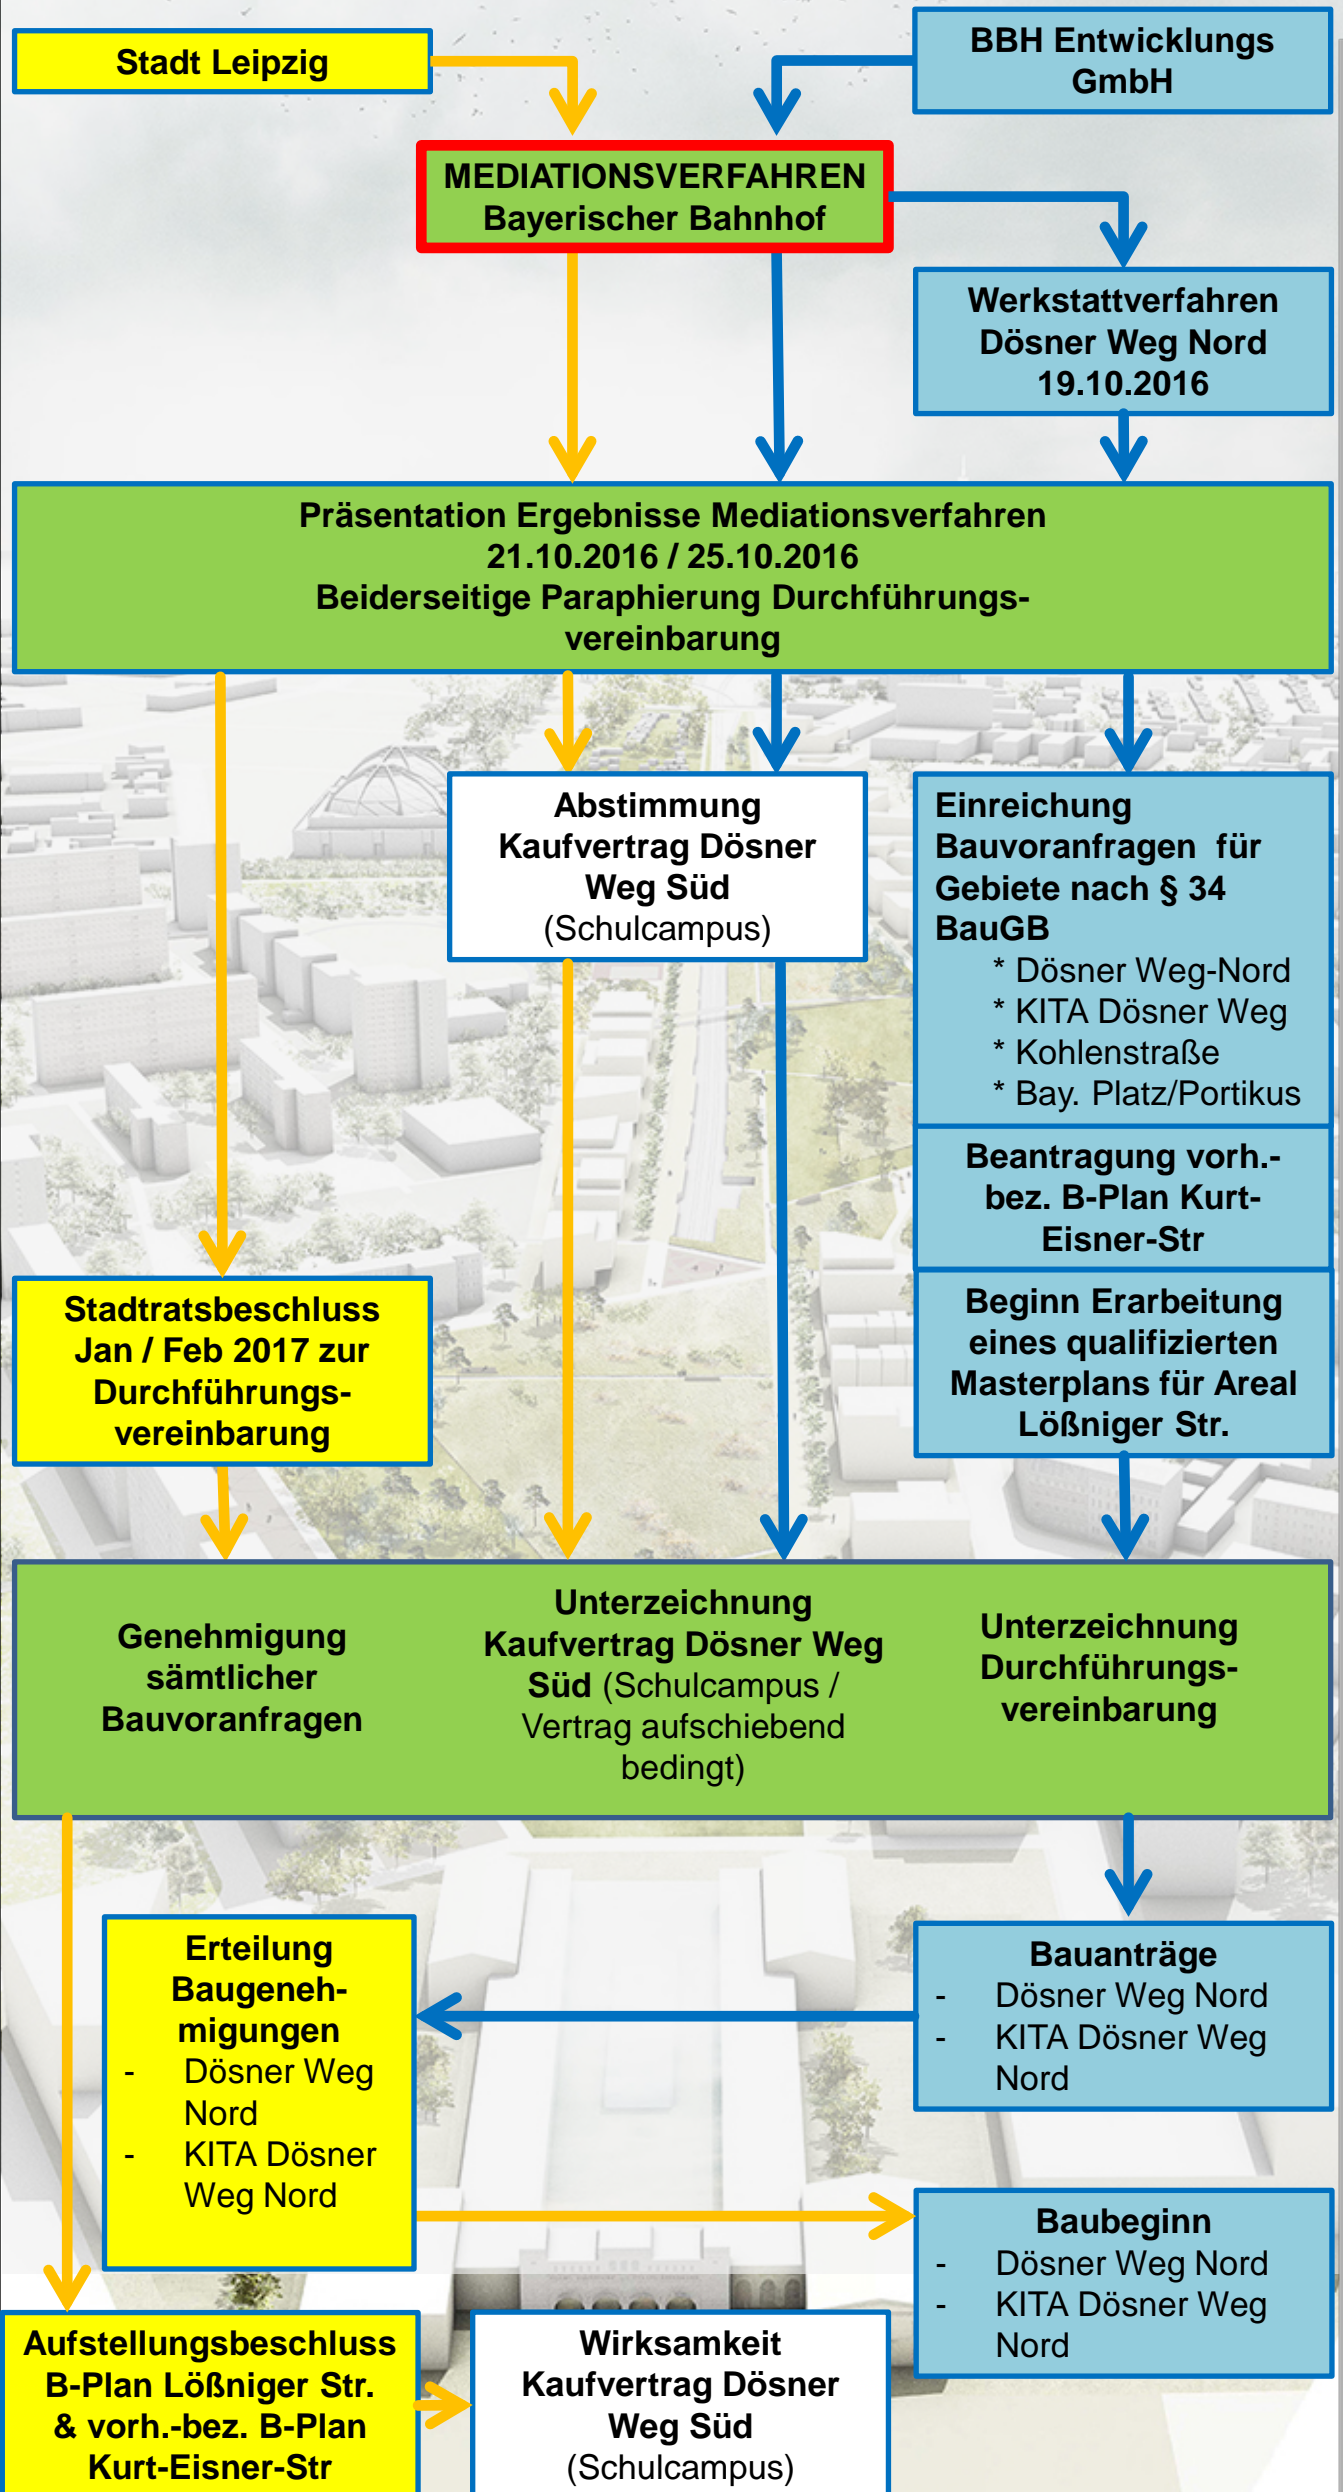 Stadt Leipzig
BBH Entwicklungs
GmbH
MEDIATIONSVERFAHREN
Bayerischer Bahnhof
Werkstattverfahren
Dösner Weg Nord
19.10.2016
Präsentation Ergebnisse Mediationsverfahren
21.10.2016 / 25.10.2016
Beiderseitige Paraphierung Durchführungs-
vereinbarung
Abstimmung
Kaufvertrag Dösner
Weg Süd
(Schulcampus)
Einreichung
Bauvoranfragen für
Gebiete nach § 34
BauGB
* Dösner Weg-Nord
* KITA Dösner Weg
* Kohlenstraße
* Bay. Platz/Portikus
Beantragung vorh.-
bez. B-Plan Kurt-
Eisner-Str
Beginn Erarbeitung
eines qualifizierten
Masterplans für Areal
Lößniger Str.
Stadtratsbeschluss
Jan / Feb 2017 zur
Durchführungs-
vereinbarung
Genehmigung
sämtlicher
Bauvoranfragen
Unterzeichnung
Kaufvertrag Dösner Weg
Süd (Schulcampus /
Vertrag aufschiebend
bedingt)
Unterzeichnung
Durchführungs-
vereinbarung
Erteilung
Baugeneh-
migungen
- Dösner Weg
Nord
- KITA Dösner
Weg Nord
Bauanträge
- Dösner Weg Nord
- KITA Dösner Weg
Nord
Baubeginn
- Dösner Weg Nord
- KITA Dösner Weg
Nord
Aufstellungsbeschluss
B-Plan Lößniger Str.
& vorh.-bez. B-Plan
Kurt-Eisner-Str
Wirksamkeit
Kaufvertrag Dösner
Weg Süd
(Schulcampus)